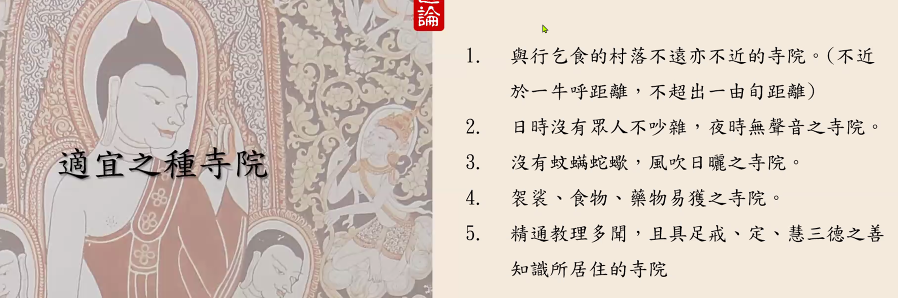 論
適宜之種寺院
1. 與行乞食的村落不遠亦不近的寺院。(不近
於一牛呼距離，不超出一由旬距離)
2. 日時沒有眾人不吵雜，夜時無聲音之寺院。
3. 沒有蚊蟎蛇蠍，風吹日曬之寺院。
4. 袈裟、食物、藥物易獲之寺院。
5. 精通教理多聞，且具足戒、定、慧三德之善
知識所居住的寺院